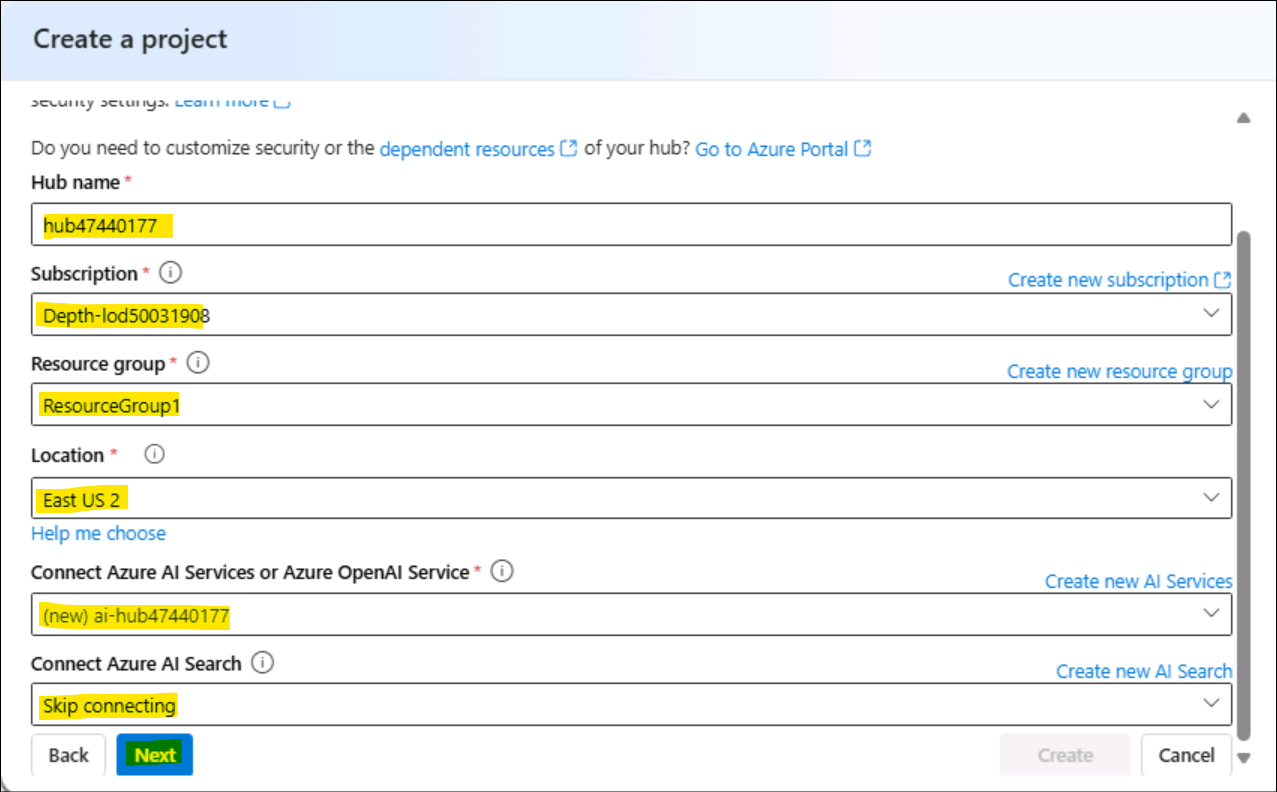 Create a project
security settings. Learn more
Do you need to customize security or the dependent resources of your hub? Go to Azure Portal
Hub name *
hub47440177
Subscription *
Create new subscription
Depth-lod50031908
Resource group *
Create new resource group
ResourceGroup1
Location *
East US 2
Help me choose
Connect Azure AI Services or Azure OpenAI Service *
Create new AI Services
(new) ai-hub47440177
Connect Azure AI Search
Create new AI Search
Skip connecting
Back Next Create Cancel